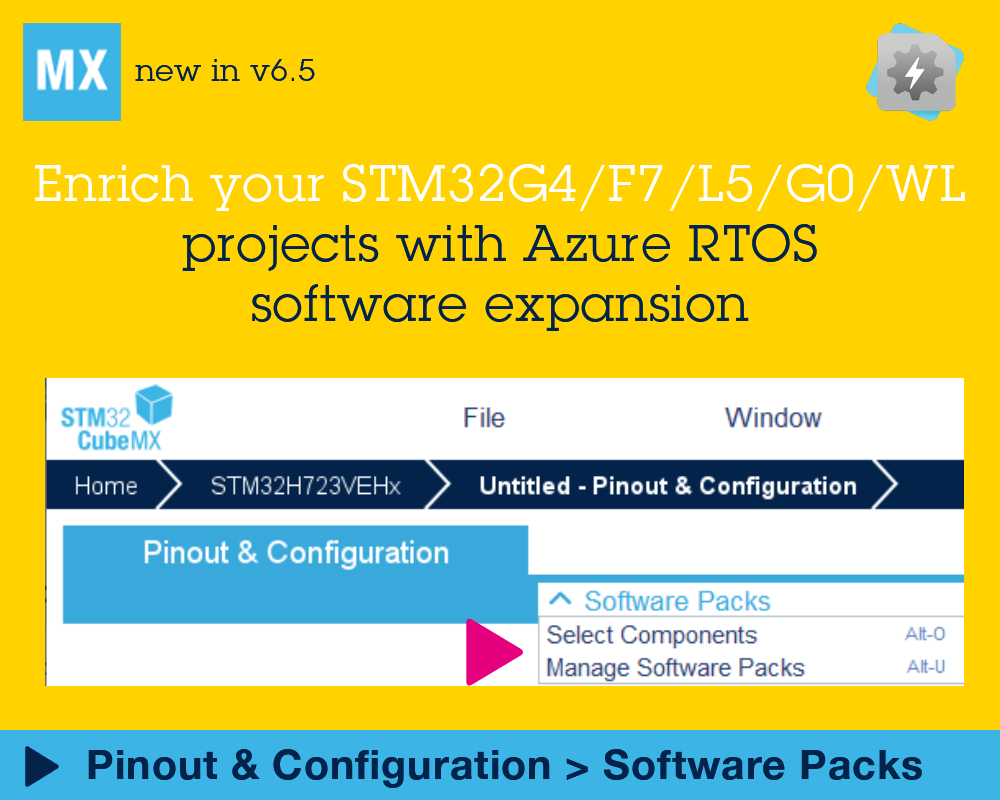 MX new in v6.5
Enrich your STM32G4/F7/L5/G0/WL
projects with Azure RTOS
software expansion
STM32
CubeMX
File Window
Home STM32H723VEHx Untitled - Pinout & Configuration
Pinout & Configuration
Software Packs
Select Components Alt-O
Manage Software Packs Alt-U
Pinout & Configuration > Software Packs